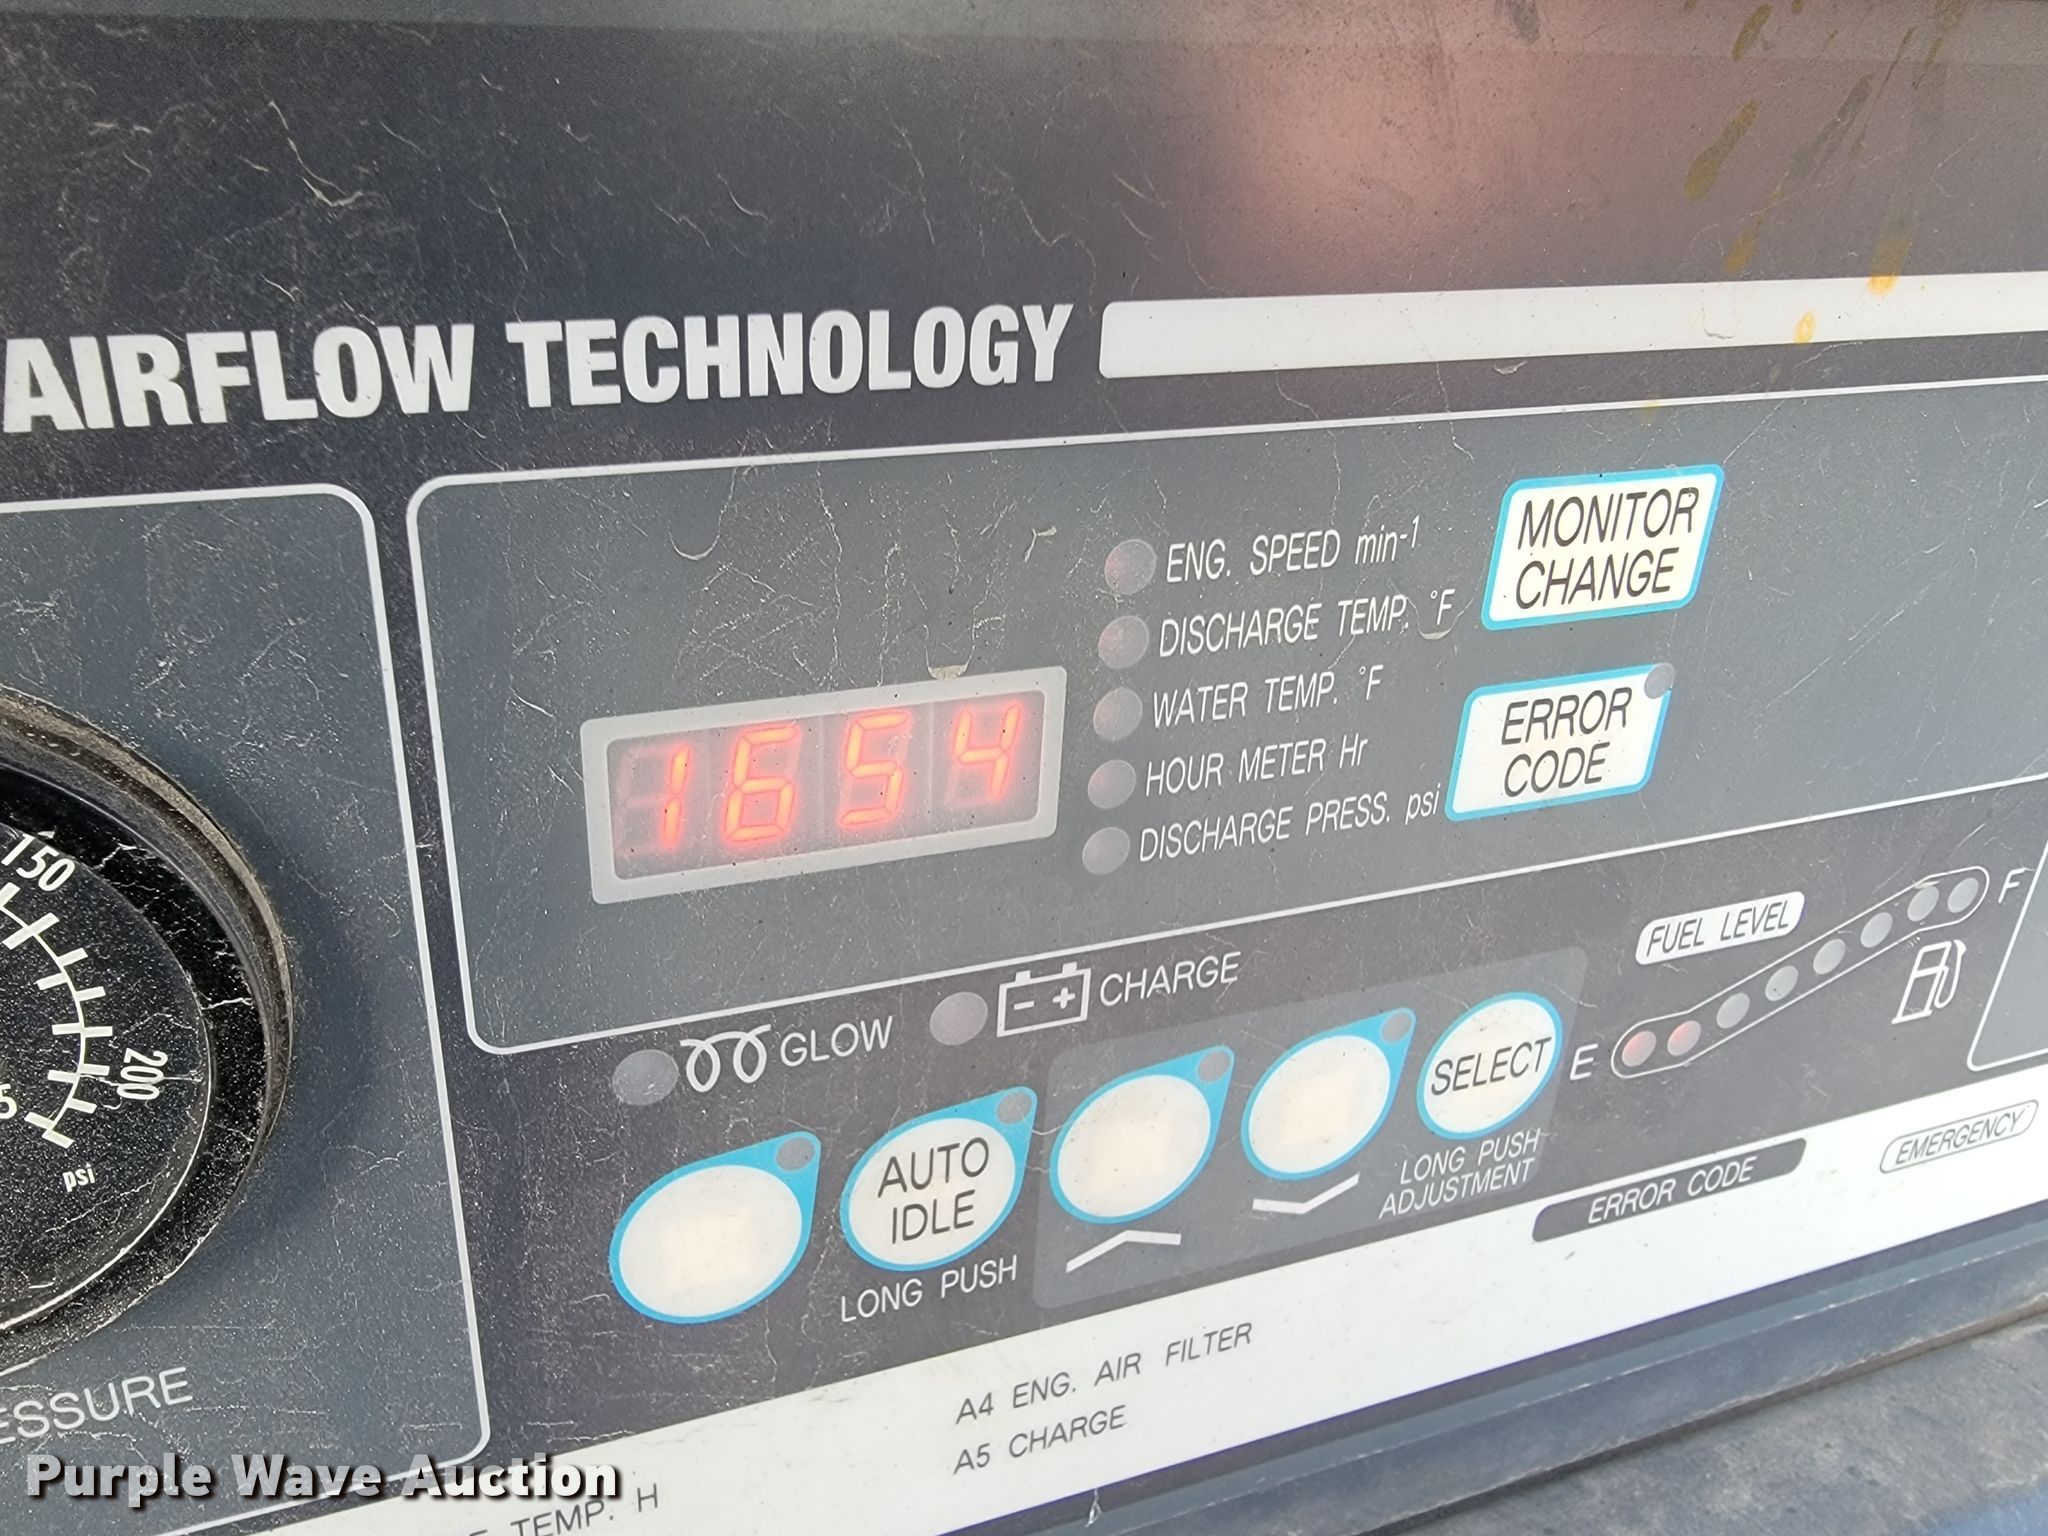 AIRFLOW TECHNOLOGY
MONITOR
CHANGE
ENG. SPEED min-1
DISCHARGE TEMP. °F
WATER TEMP. °F
HOUR METER Hr
DISCHARGE PRESS. psi
ERROR
CODE
1654
150
200
psi
FUEL LEVEL
F
E
GLOW
- +
CHARGE
AUTO
IDLE
LONG PUSH
SELECT
LONG PUSH
ADJUSTMENT
ERROR CODE
EMERGENCY
A4 ENG. AIR FILTER
A5 CHARGE
TEMP. H
Purple Wave Auction